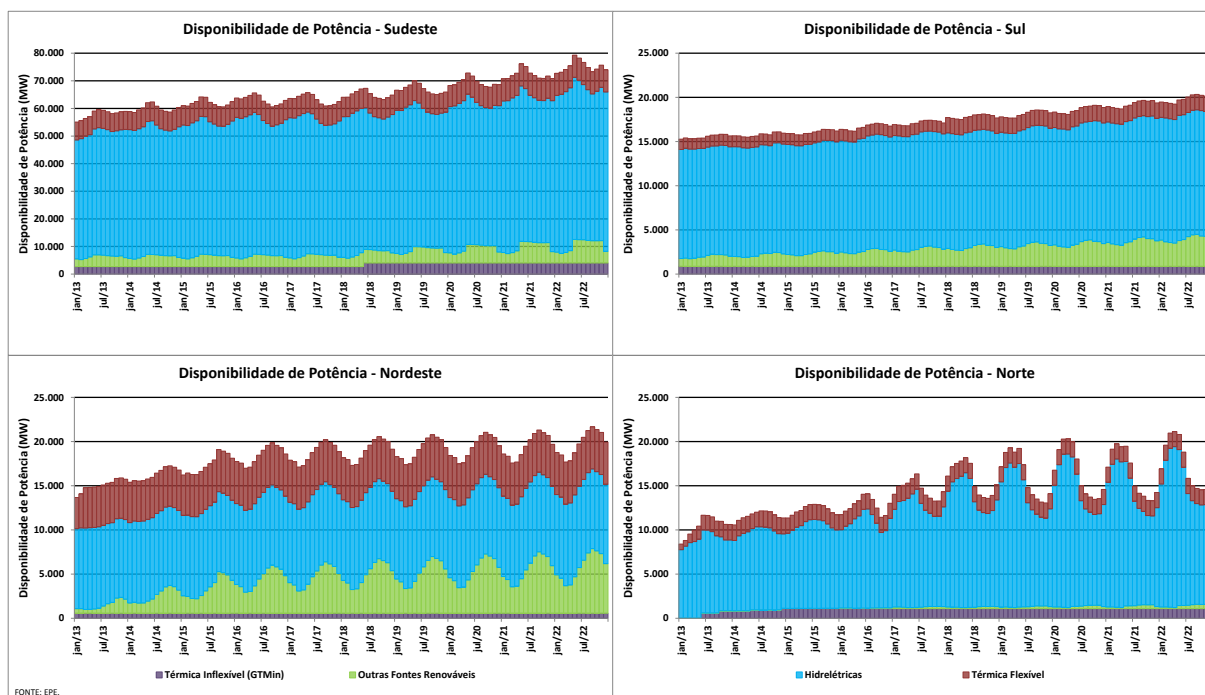 Disponibilidade de Potência - Sudeste
Disponibilidade de Potência (MW)
80.000
70.000
60.000
50.000
40.000
30.000
20.000
10.000
0
jan/13
jul/13
jan/14
jul/14
jan/15
jul/15
jan/16
jul/16
jan/17
jul/17
jan/18
jul/18
jan/19
jul/19
jan/20
jul/20
jan/21
jul/21
jan/22
jul/22
Disponibilidade de Potência - Sul
Disponibilidade de Potência (MW)
25.000
20.000
15.000
10.000
5.000
0
jan/13
jul/13
jan/14
jul/14
jan/15
jul/15
jan/16
jul/16
jan/17
jul/17
jan/18
jul/18
jan/19
jul/19
jan/20
jul/20
jan/21
jul/21
jan/22
jul/22
Disponibilidade de Potência - Nordeste
Disponibilidade de Potência (MW)
25.000
20.000
15.000
10.000
5.000
0
jan/13
jul/13
jan/14
jul/14
jan/15
jul/15
jan/16
jul/16
jan/17
jul/17
jan/18
jul/18
jan/19
jul/19
jan/20
jul/20
jan/21
jul/21
jan/22
jul/22
Disponibilidade de Potência - Norte
Disponibilidade de Potência (MW)
25.000
20.000
15.000
10.000
5.000
0
jan/13
jul/13
jan/14
jul/14
jan/15
jul/15
jan/16
jul/16
jan/17
jul/17
jan/18
jul/18
jan/19
jul/19
jan/20
jul/20
jan/21
jul/21
jan/22
jul/22
Térmica Inflexível (GTMin) Outras Fontes Renováveis Hidrelétricas Térmica Flexível
FONTE: EPE.